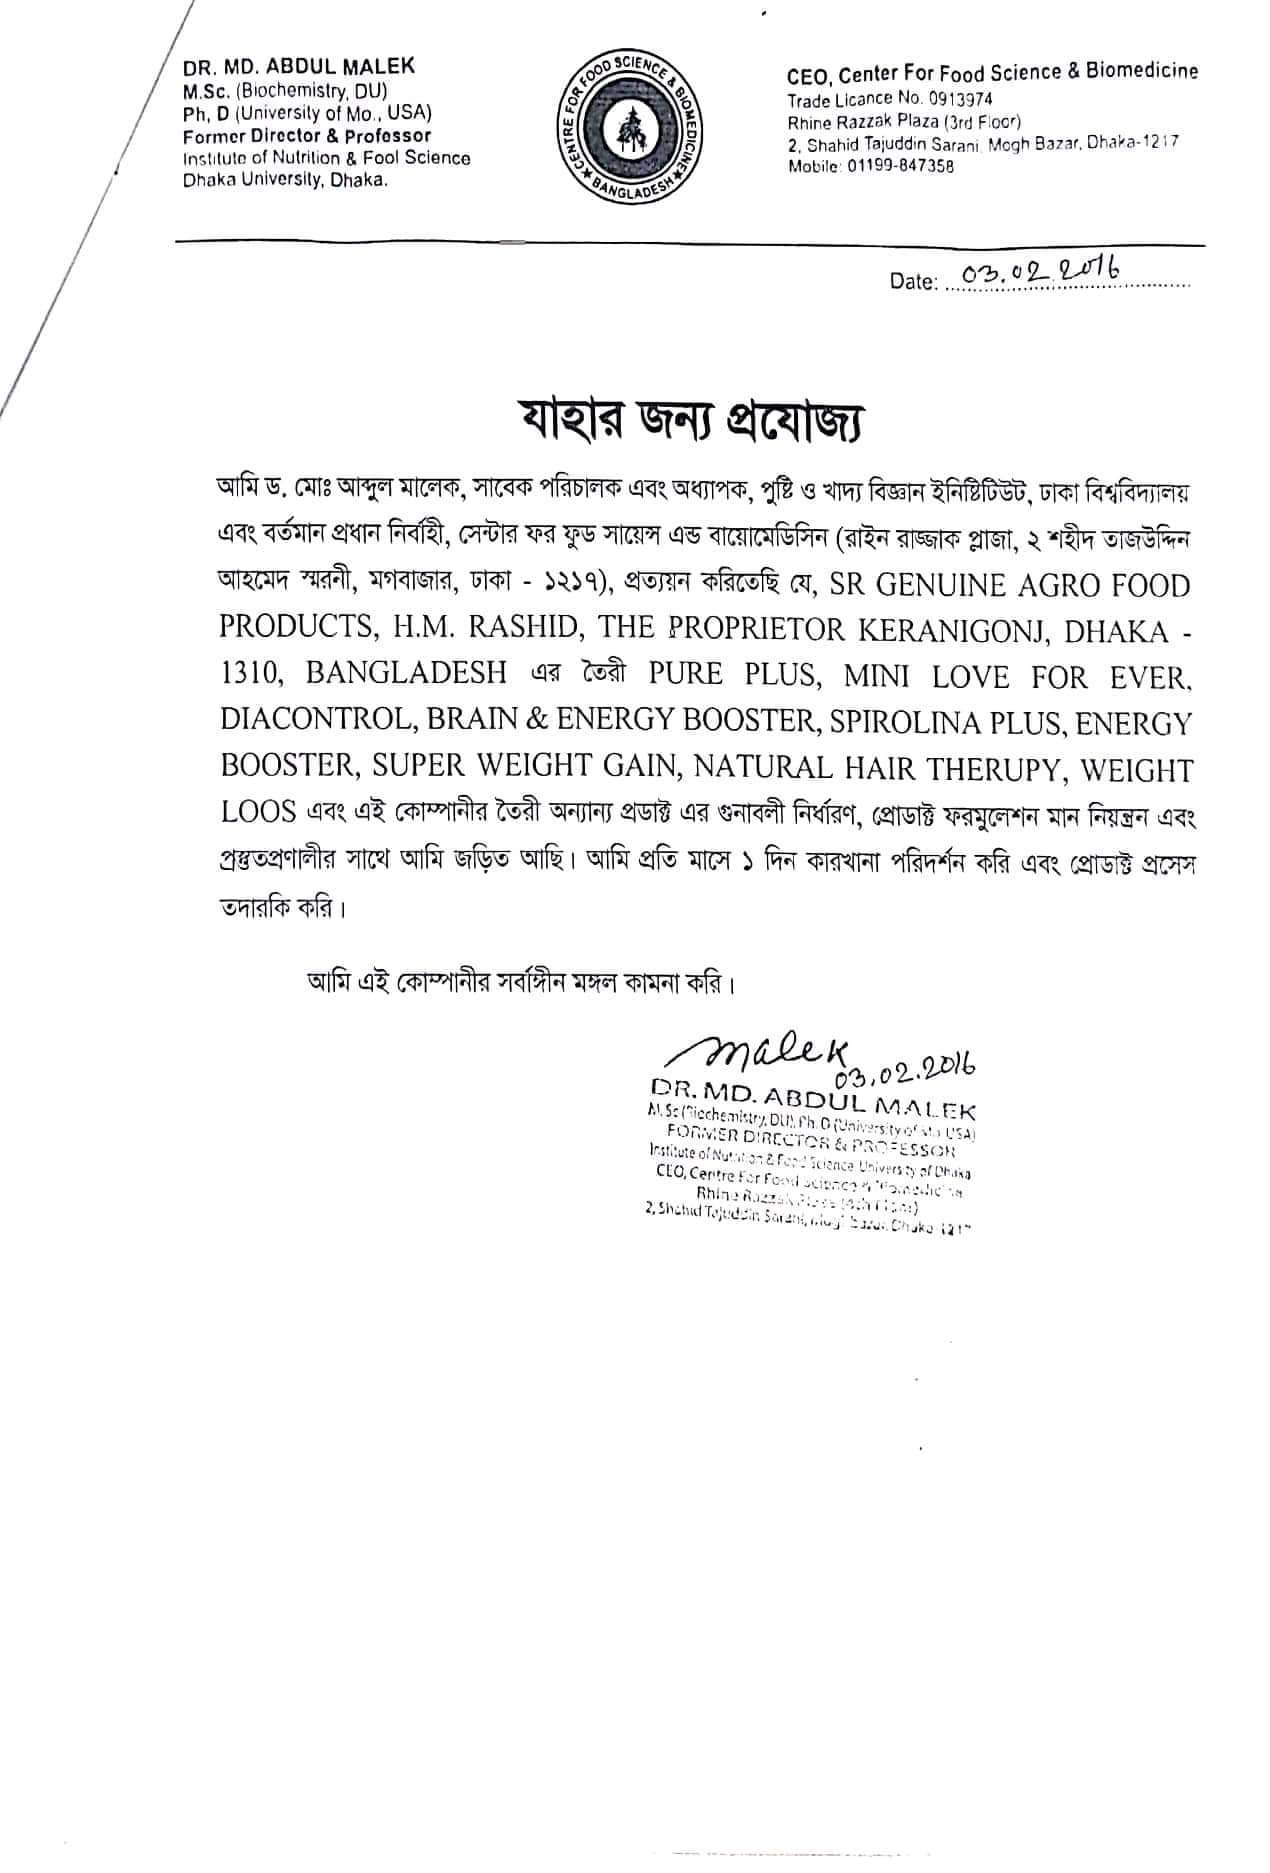 DR. MD. ABDUL MALEK
M.Sc. (Biochemistry, DU)
Ph, D (University of Mo., USA)
Former Director & Professor
Institute of Nutrition & Fool Science
Dhaka University, Dhaka.
CENTRE FOR FOOD SCIENCE & BIOMEDICINE
BANGLADESH
CEO, Center For Food Science & Biomedicine
Trade Licance No. 0913974
Rhine Razzak Plaza (3rd Floor)
2, Shahid Tajuddin Sarani, Mogh Bazar, Dhaka-1217
Mobile: 01199-847358
Date: 03.02.2016
যাহার জন্য প্রযোজ্য
আমি ড. মোঃ আব্দুল মালেক, সাবেক পরিচালক এবং অধ্যাপক, পুষ্টি ও খাদ্য বিজ্ঞান ইনিষ্টিটিউট, ঢাকা বিশ্ববিদ্যালয়
এবং বর্তমান প্রধান নির্বাহী, সেন্টার ফর ফুড সায়েন্স এন্ড বায়োমেডিসিন (রাইন রাজ্জাক প্লাজা, ২ শহীদ তাজউদ্দিন
আহমেদ স্মরনী, মগবাজার, ঢাকা - ১২১৭), প্রত্যয়ন করিতেছি যে, SR GENUINE AGRO FOOD
PRODUCTS, H.M. RASHID, THE PROPRIETOR KERANIGONJ, DHAKA -
1310, BANGLADESH এর তৈরী PURE PLUS, MINI LOVE FOR EVER,
DIACONTROL, BRAIN & ENERGY BOOSTER, SPIROLINA PLUS, ENERGY
BOOSTER, SUPER WEIGHT GAIN, NATURAL HAIR THERUPY, WEIGHT
LOOS এবং এই কোম্পানীর তৈরী অন্যান্য প্রডাক্ট এর গুনাবলী নির্ধারণ, প্রোডাক্ট ফরমুলেশন মান নিয়ন্ত্রন এবং
প্রস্তুতপ্রণালীর সাথে আমি জড়িত আছি। আমি প্রতি মাসে ১ দিন কারখানা পরিদর্শন করি এবং প্রোডাক্ট প্রসেস
তদারকি করি।
আমি এই কোম্পানীর সর্বাঙ্গীন মঙ্গল কামনা করি।
Malek
03.02.2016
DR. MD. ABDUL MALEK
M.Sc (Biochemistry, DU), Ph. D (University of Mo USA)
FORMER DIRECTOR & PROFESSOR
Institute of Nutrition & Food Science University of Dhaka
CEO, Centre For Food Science & Biomedicine
Rhine Razzak Plaza
2, Shahid Tajuddin Sarani, Mogh Bazar, Dhaka 1217